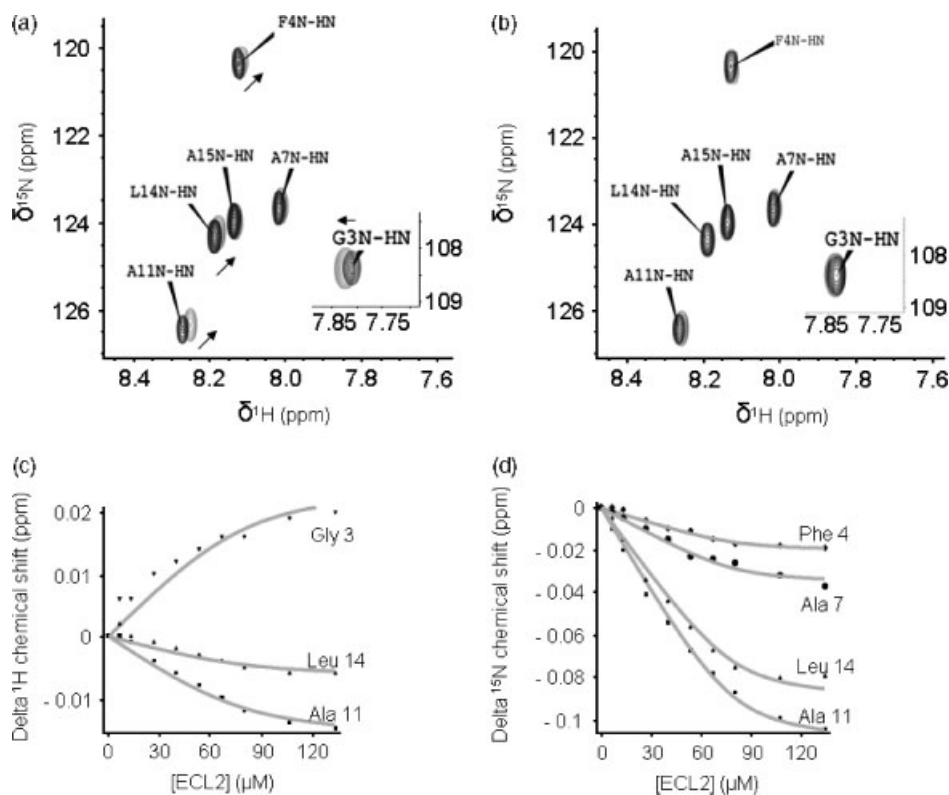 (a)
F4N-HN
120
122
A15N-HN
A7N-HN
L14N-HN
124
G3N-HN
108
A11N-HN
109
126
7.85 7.75
8.4 8.2 8.0 7.8 7.6
δ¹⁵N (ppm)
δ¹H (ppm)
(b)
F4N-HN
120
122
A15N-HN
A7N-HN
L14N-HN
124
G3N-HN
108
A11N-HN
109
126
7.85 7.75
8.4 8.2 8.0 7.8 7.6
δ¹⁵N (ppm)
δ¹H (ppm)
(c)
0.02
Gly 3
0.01
0
Leu 14
- 0.01
Ala 11
0 30 60 90 120
Delta ¹H chemical shift (ppm)
[ECL2] (µM)
(d)
0
Phe 4
- 0.02
Ala 7
- 0.04
- 0.06
Leu 14
- 0.08
Ala 11
- 0.1
0 30 60 90 120
Delta ¹⁵N chemical shift (ppm)
[ECL2] (µM)